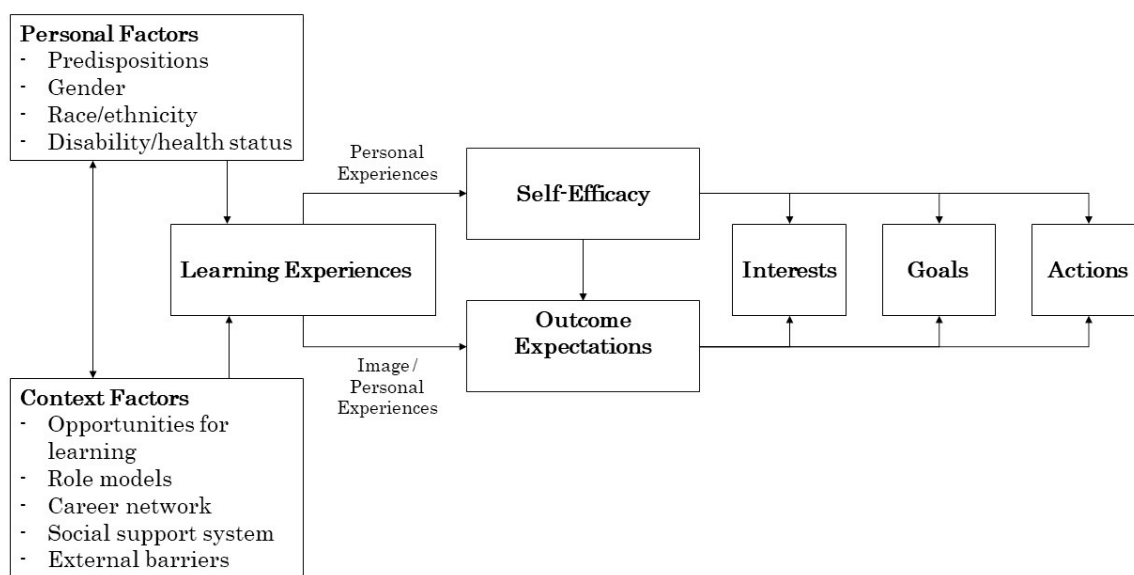 Personal Factors
- Predispositions
- Gender
- Race/ethnicity
- Disability/health status
Personal
Experiences
Self-Efficacy
Learning Experiences
Interests
Goals
Actions
Outcome
Expectations
Image /
Personal
Experiences
Context Factors
- Opportunities for
learning
- Role models
- Career network
- Social support system
- External barriers